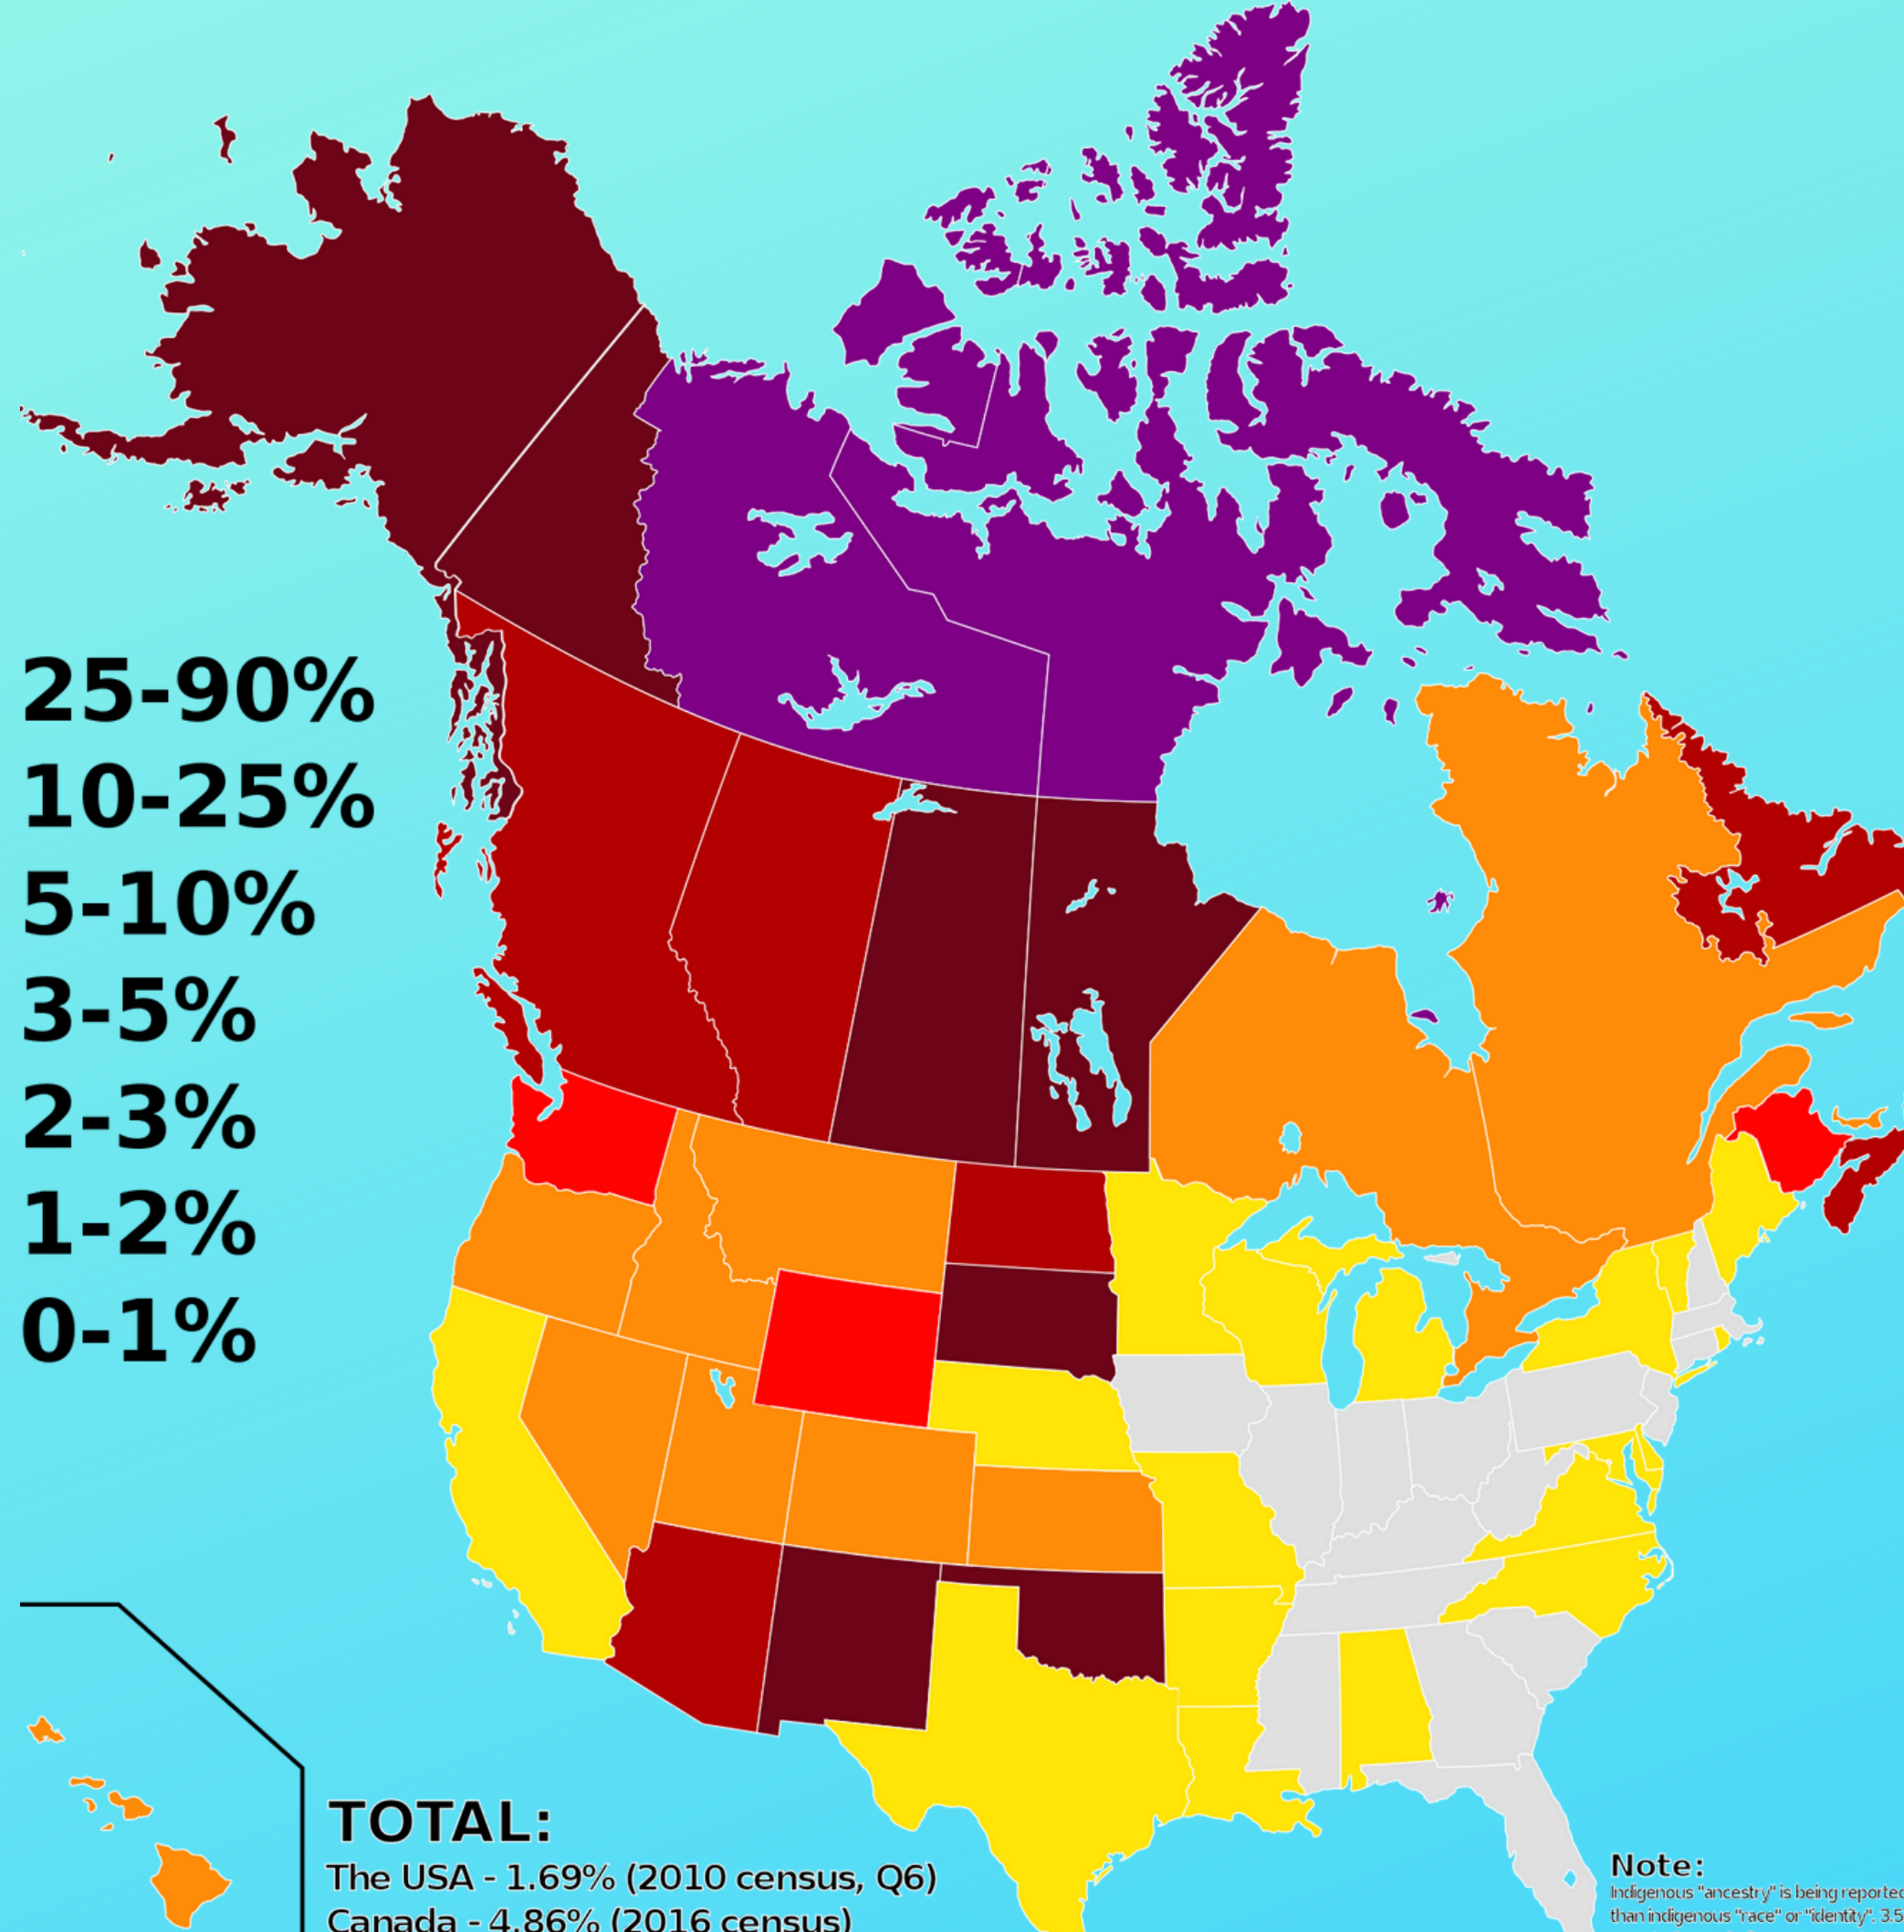 25-90%
10-25%
5-10%
3-5%
2-3%
1-2%
0-1%
TOTAL:
The USA - 1.69% (2010 census, Q6)
Canada - 4.86% (2016 census)
Note:
Indigenous "ancestry" is being reported
than indigenous "race" or "identity". 3.5